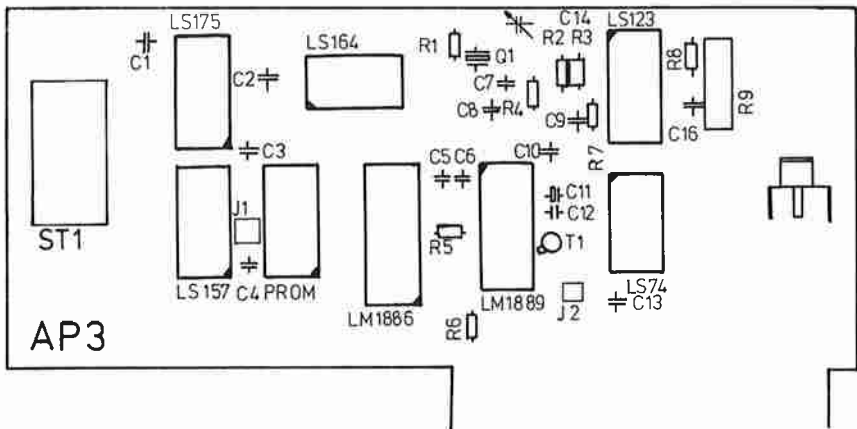 LS175
C14
LS123
R1
R2
R3
C1
LS164
Q1
R8
C2
C7
C8
R4
C9
C16
R9
C3
C5
C6
C10
R7
J1
C11
C12
R5
T1
ST1
LS157
C4
PROM
LM1886
LM1889
J2
LS74
C13
R6
AP3